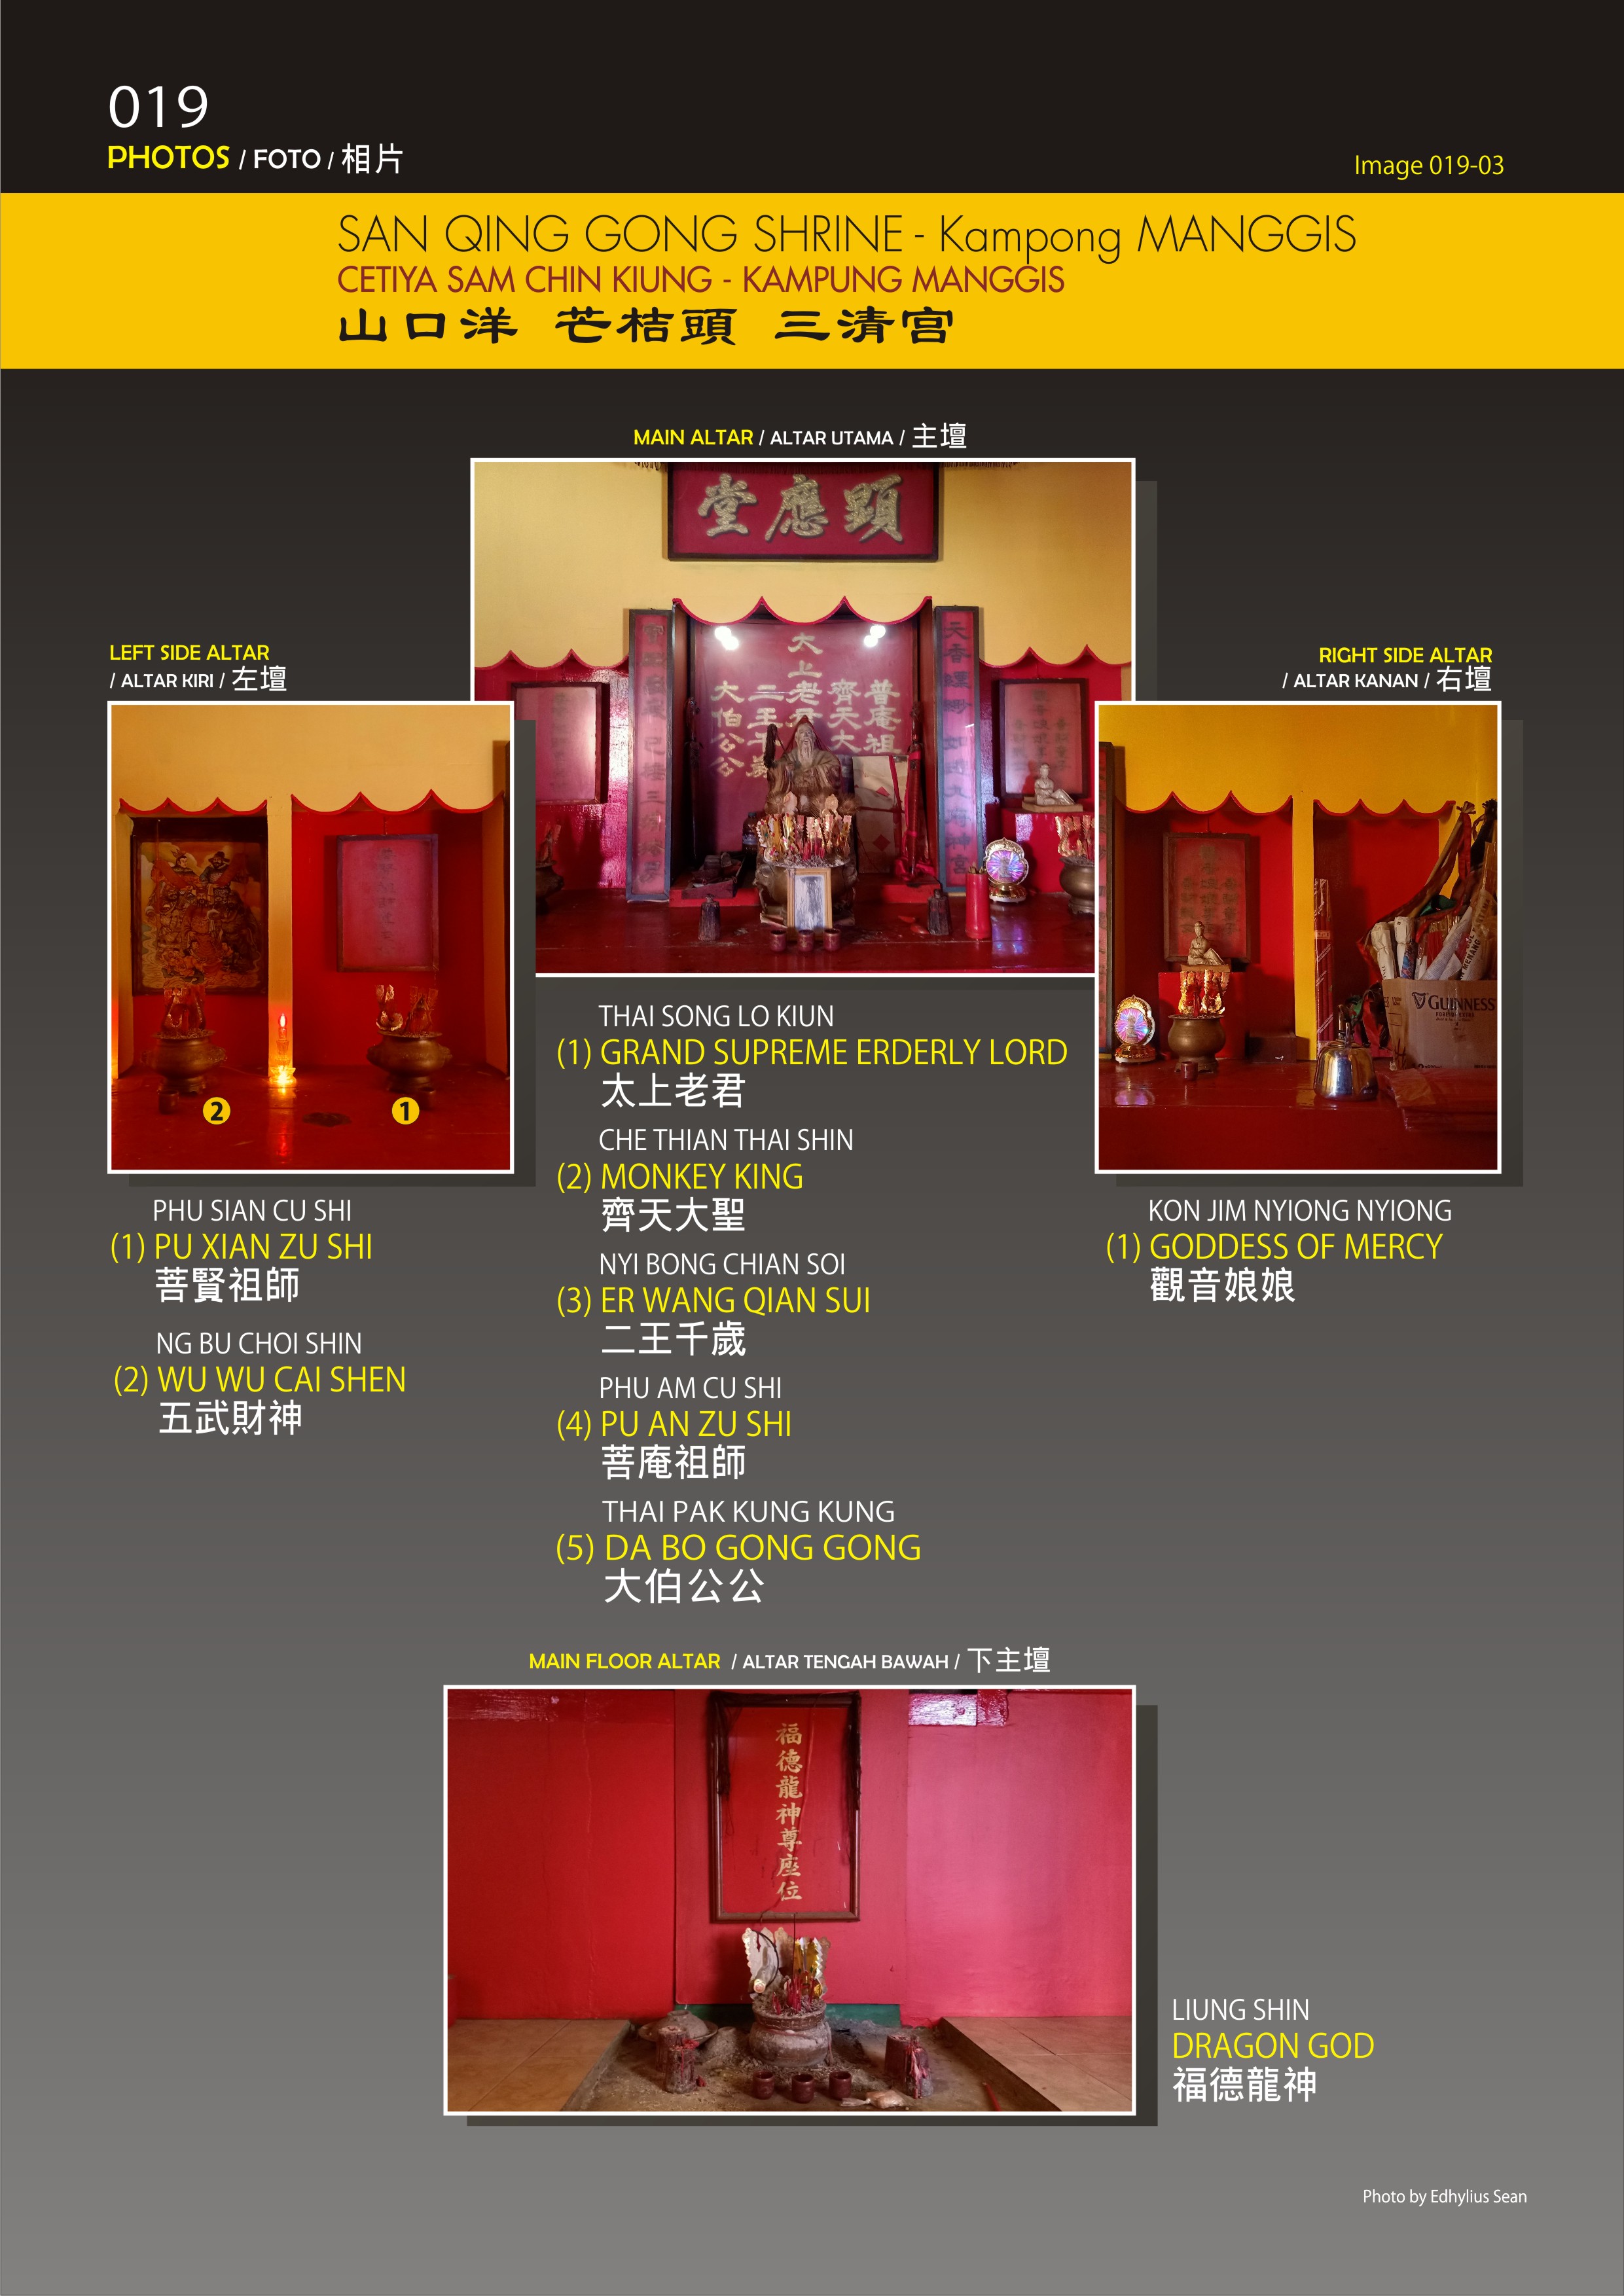 019
PHOTOS / FOTO / 相片
Image 019-03
SAN QING GONG SHRINE - Kampong MANGGIS
CETIYA SAM CHIN KIUNG - KAMPUNG MANGGIS
山口洋 芒桔頭 三清宮
MAIN ALTAR / ALTAR UTAMA / 主壇
堂應顯
太上老
普庵祖
齊天大
二王千歲
大伯公公
天香
LEFT SIDE ALTAR
/ ALTAR KIRI / 左壇
2
1
PHU SIAN CU SHI
(1) PU XIAN ZU SHI
菩賢祖師
NG BU CHOI SHIN
(2) WU WU CAI SHEN
五武財神
THAI SONG LO KIUN
(1) GRAND SUPREME ERDERLY LORD
太上老君
CHE THIAN THAI SHIN
(2) MONKEY KING
齊天大聖
NYI BONG CHIAN SOI
(3) ER WANG QIAN SUI
二王千歲
PHU AM CU SHI
(4) PU AN ZU SHI
菩庵祖師
THAI PAK KUNG KUNG
(5) DA BO GONG GONG
大伯公公
RIGHT SIDE ALTAR
/ ALTAR KANAN / 右壇
GUINNESS
KON JIM NYIONG NYIONG
(1) GODDESS OF MERCY
觀音娘娘
MAIN FLOOR ALTAR / ALTAR TENGAH BAWAH / 下主壇
福德龍神尊座位
LIUNG SHIN
DRAGON GOD
福德龍神
Photo by Edhylius Sean